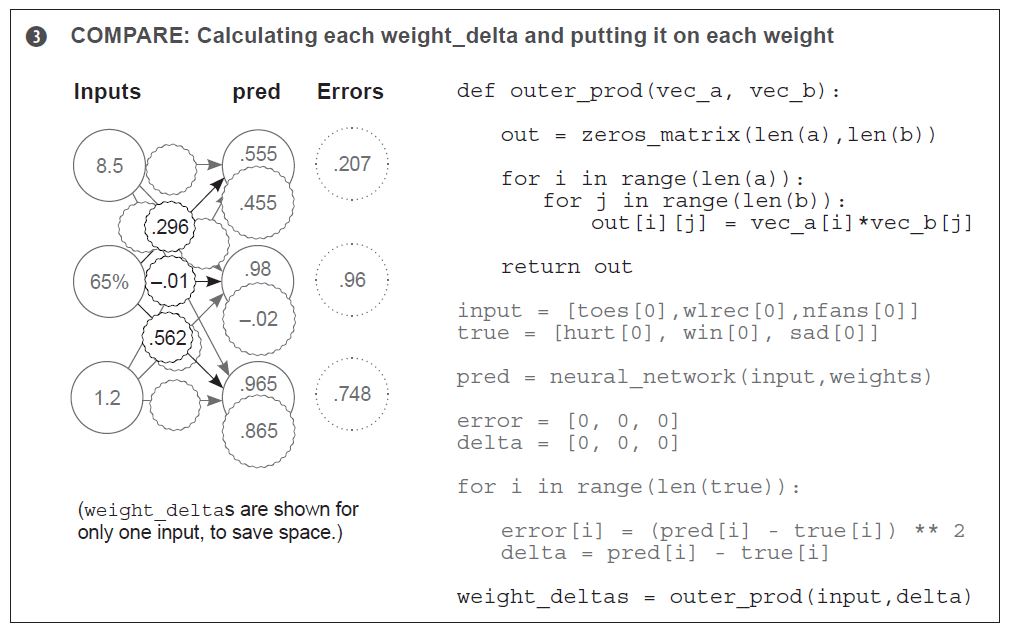 3 COMPARE: Calculating each weight_delta and putting it on each weight
Inputs pred Errors
8.5 .555 .207
.455
.296
65% –.01 .98 .96
–.02
.562
1.2 .965 .748
.865
(weight_deltas are shown for
only one input, to save space.)
def outer_prod(vec_a, vec_b):
out = zeros_matrix(len(a),len(b))
for i in range(len(a)):
for j in range(len(b)):
out[i][j] = vec_a[i]*vec_b[j]
return out
input = [toes[0],wlrec[0],nfans[0]]
true = [hurt[0], win[0], sad[0]]
pred = neural_network(input,weights)
error = [0, 0, 0]
delta = [0, 0, 0]
for i in range(len(true)):
error[i] = (pred[i] - true[i]) ** 2
delta = pred[i] - true[i]
weight_deltas = outer_prod(input,delta)